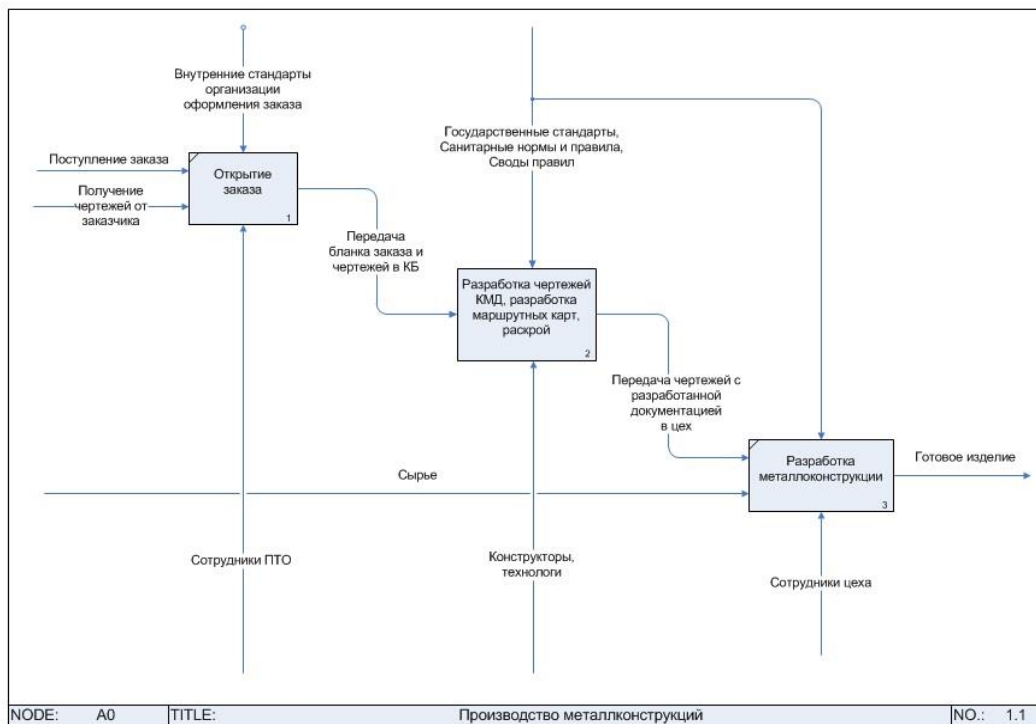 Внутренние стандарты
организации
оформления заказа
Государственные стандарты,
Санитарные нормы и правила,
Своды правил
Поступление заказа
Получение
чертежей от
заказчика
Открытие
заказа
1
Передача
бланка заказа и
чертежей в КБ
Разработка чертежей
КМД, разработка
маршрутных карт,
раскрой
2
Передача чертежей с
разработанной
документацией
в цех
Разработка
металлоконструкции
3
Готовое изделие
Сырье
Сотрудники ПТО
Конструкторы,
технологи
Сотрудники цеха
NODE: A0 TITLE: Производство металлконструкций NO.: 1.1